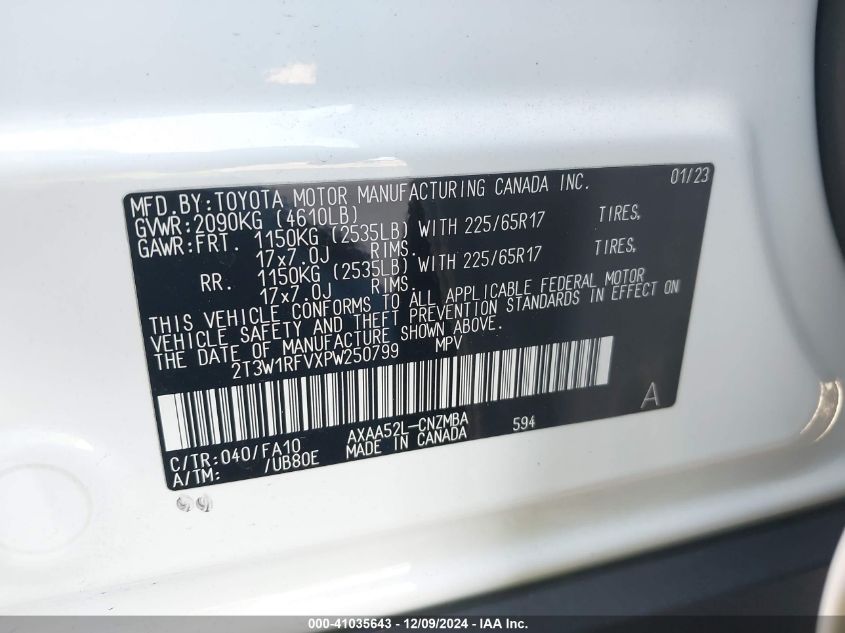 MFD. BY: TOYOTA MOTOR MANUFACTURING CANADA INC. 01/23
GVWR: 2090KG (4610LB)
GAWR: FRT. 1150KG (2535LB) WITH 225/65R17 TIRES,
17x7.0J RIMS.
RR. 1150KG (2535LB) WITH 225/65R17 TIRES,
17x7.0J RIMS.
THIS VEHICLE CONFORMS TO ALL APPLICABLE FEDERAL MOTOR
VEHICLE SAFETY AND THEFT PREVENTION STANDARDS IN EFFECT ON
THE DATE OF MANUFACTURE SHOWN ABOVE.
2T3W1RFVXPW250799 MPV
A
C/TR: 040/FA10 AXAA52L-CNZMBA 594
A/TM: /UB80E MADE IN CANADA
000-41035643 - 12/09/2024 - IAA Inc.